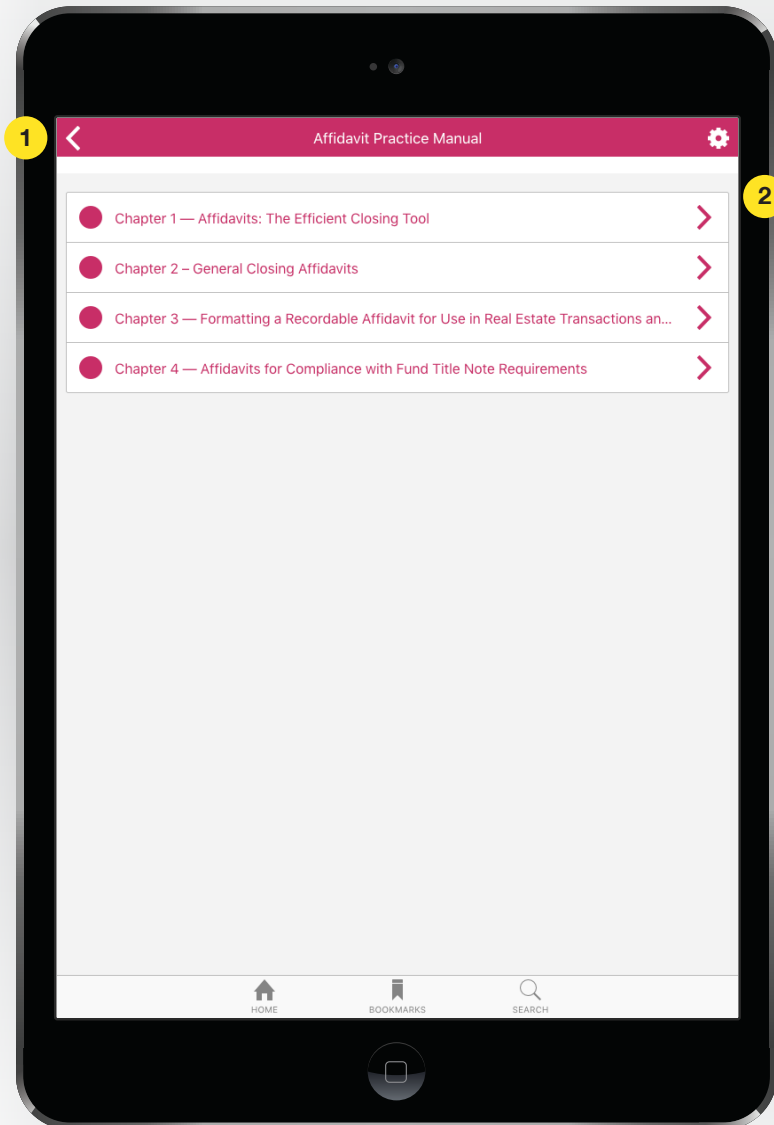 1
Affidavit Practice Manual
2
Chapter 1 — Affidavits: The Efficient Closing Tool
Chapter 2 – General Closing Affidavits
Chapter 3 — Formatting a Recordable Affidavit for Use in Real Estate Transactions an...
Chapter 4 — Affidavits for Compliance with Fund Title Note Requirements
HOME
BOOKMARKS
SEARCH